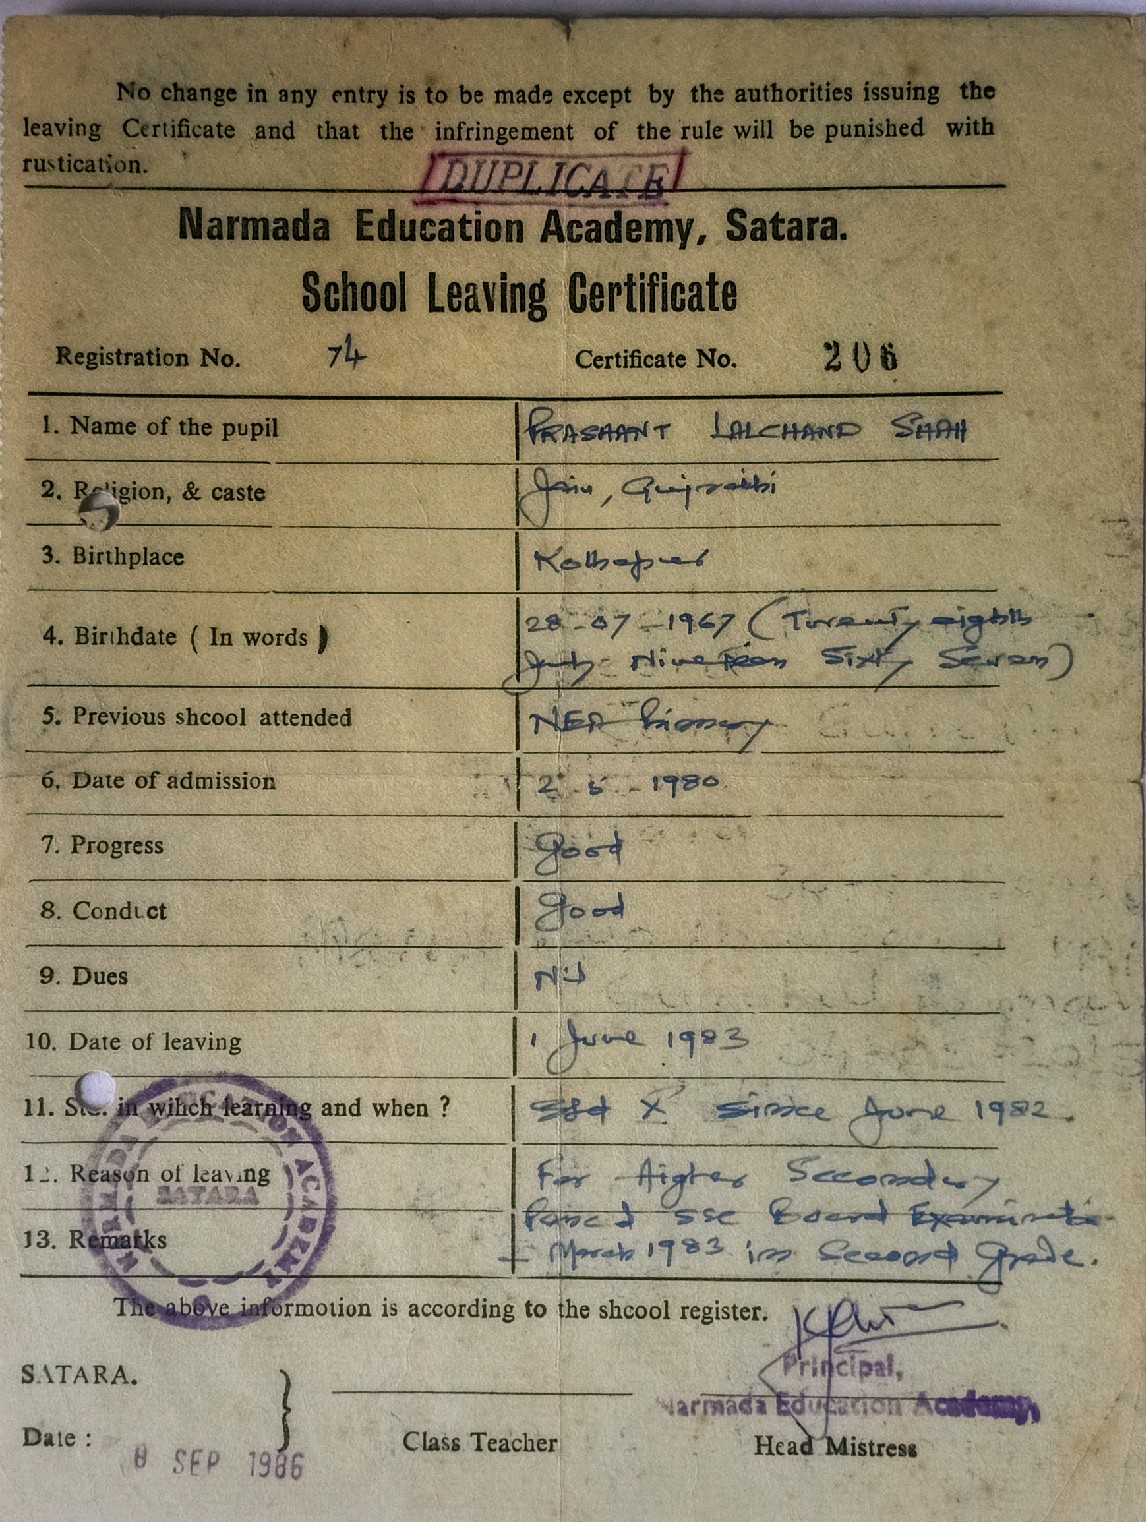 No change in any entry is to be made except by the authorities issuing the
leaving Certificate and that the infringement of the rule will be punished with
rustication.
DUPLICATE
Narmada Education Academy, Satara.
School Leaving Certificate
Registration No. 74 Certificate No. 206
1. Name of the pupil PRASHANT LALCHAND SHAH
2. Religion, & caste Jain, Gujrathi
3. Birthplace Kolhapur
4. Birthdate ( In words ) 28-07-1967 (Twenty eighth
July Nineteen Sixty Seven)
5. Previous shcool attended NEA Primary
6. Date of admission 2-5-1980
7. Progress Good
8. Conduct Good
9. Dues Nil
10. Date of leaving 1 June 1983
11. Std. in wihch learning and when ? Std X since June 1982.
12. Reason of leaving For Higher Secondary
13. Remarks Passed SSC Board Examination
March 1983 in Second Grade.
NARMADA EDUCATION ACADEMY
SATARA
The above informotion is according to the shcool register.
Principal,
Narmada Education Academy,
SATARA.
Date : 8 SEP 1986
Class Teacher Head Mistress